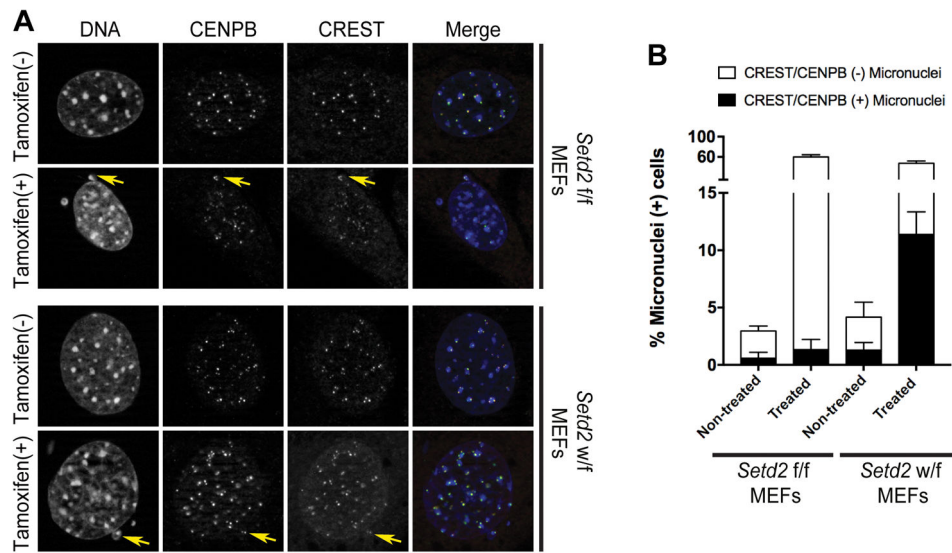 A
DNA CENPB CREST Merge
Tamoxifen(-)
Tamoxifen(+)
Setd2 f/f
MEFs
Tamoxifen(-)
Tamoxifen(+)
Setd2 w/f
MEFs
B
CREST/CENPB (-) Micronuclei
CREST/CENPB (+) Micronuclei
% Micronuclei (+) cells
100
60
15
10
5
0
Non-treated Treated Non-treated Treated
Setd2 f/f Setd2 w/f
MEFs MEFs